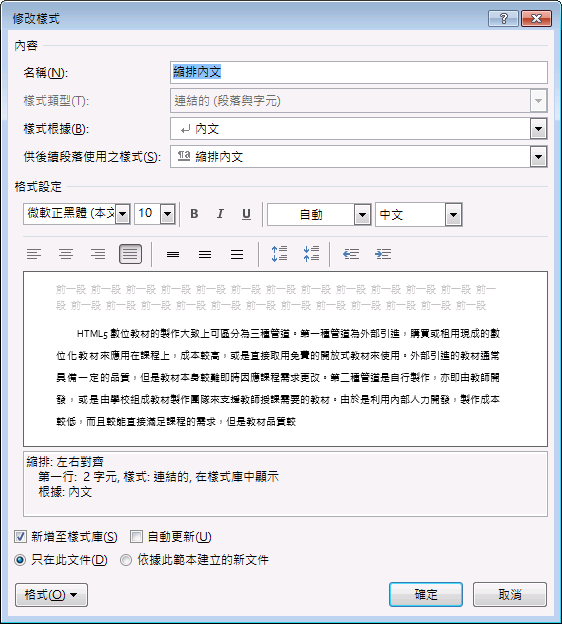 修改樣式
內容
名稱(N): 縮排內文
樣式類型(T): 連結的 (段落與字元)
樣式根據(B): 內文
供後續段落使用之樣式(S): 縮排內文
格式設定
微軟正黑體 (本文 10 B I U 自動 中文
前一段 前一段 前一段 前一段 前一段 前一段 前一段 前一段 前一段 前一段 前一段 前一段 前一
段 前一段 前一段 前一段 前一段 前一段 前一段 前一段 前一段 前一段 前一段 前一段 前一段
HTML5 數位教材的製作大致上可區分為三種管道。第一種管道為外部引進，購買或租用現成的數
位化教材來應用在課程上，成本較高，或是直接取用免費的開放式教材來使用。外部引進的教材通常
具備一定的品質，但是教材本身較難即時因應課程需求更改。第二種管道是自行製作，亦即由教師開
發，或是由學校組成教材製作團隊來支援教師授課需要的教材。由於是利用內部人力開發，製作成本
較低，而且較能直接滿足課程的需求，但是教材品質較
縮排: 左右對齊
第一行: 2 字元, 樣式: 連結的, 在樣式庫中顯示
根據: 內文
新增至樣式庫(S) 自動更新(U)
只在此文件(D) 依據此範本建立的新文件
格式(O) 確定 取消